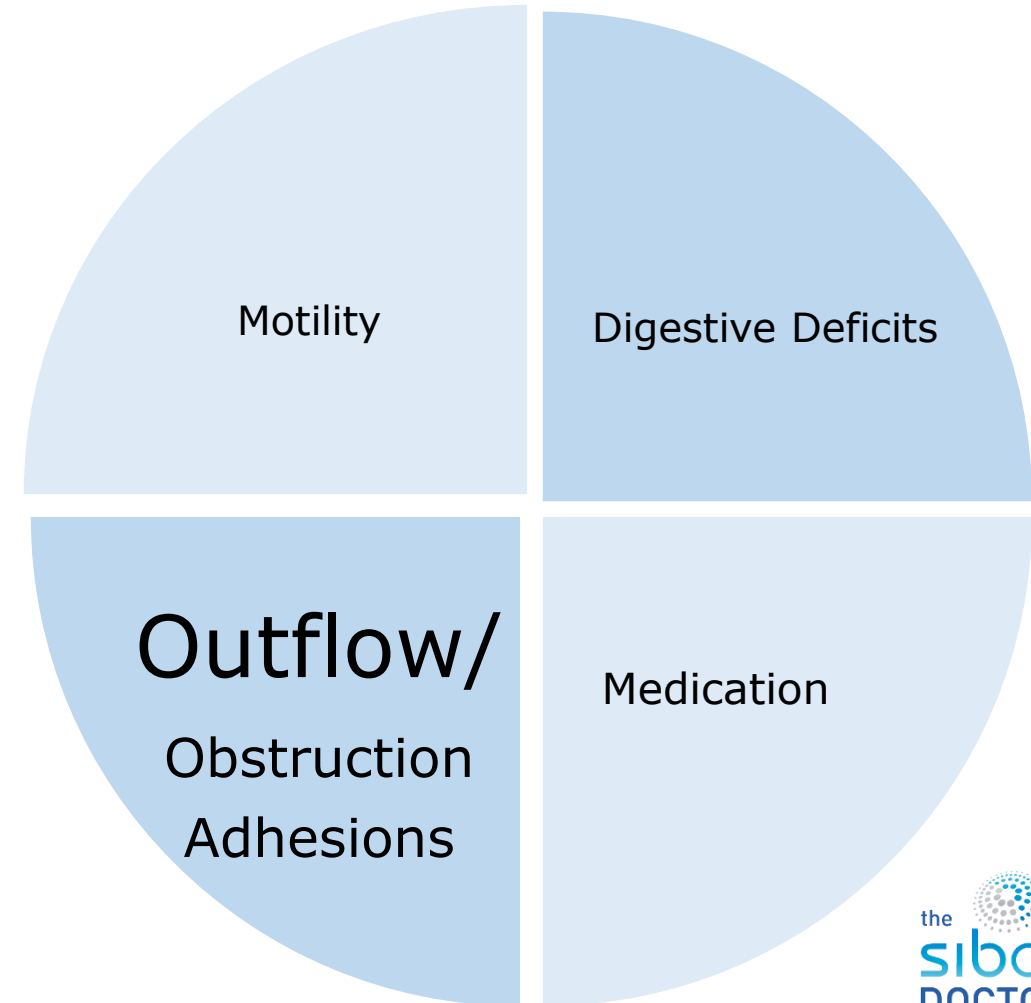 Motility
Digestive Deficits
Outflow/
Obstruction
Adhesions
Medication
the